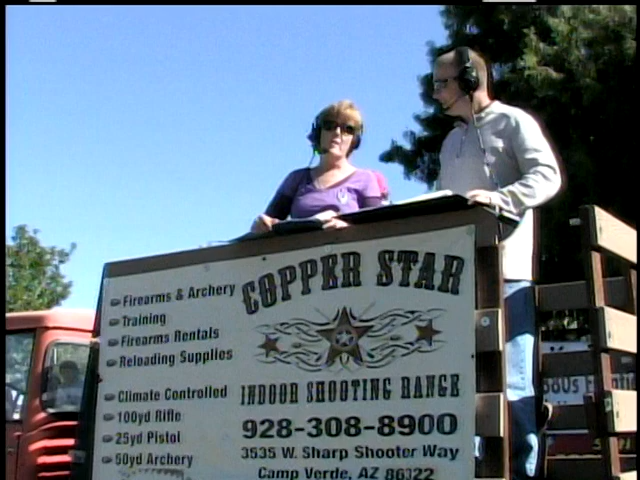 Firearms & Archery
Training
Firearms Rentals
Reloading Supplies
Climate Controlled
100yd Rifle
25yd Pistol
50yd Archery
COPPER STAR
INDOOR SHOOTING RANGE
928-308-8900
3535 W. Sharp Shooter Way
Camp Verde, AZ 86322